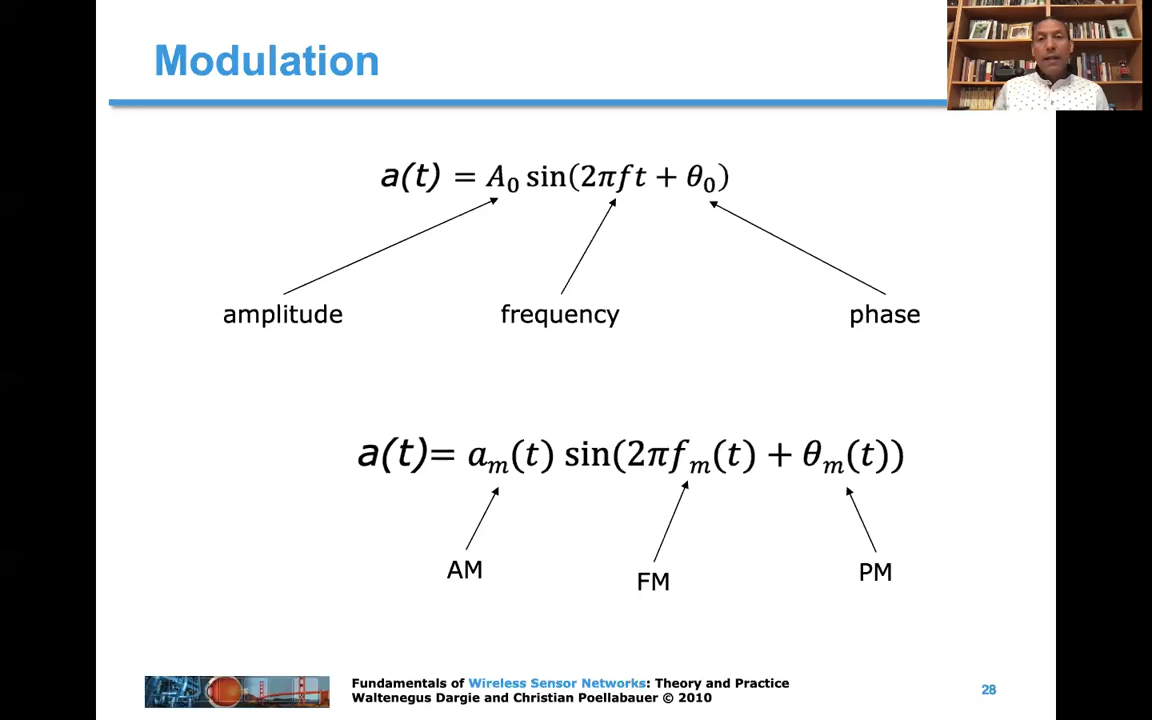 Modulation
a(t) = A₀ sin(2πft + θ₀)
amplitude frequency phase
a(t)= aₘ(t) sin(2πfₘ(t) + θₘ(t))
AM FM PM
Fundamentals of Wireless Sensor Networks: Theory and Practice
Waltenegus Dargie and Christian Poellabauer © 2010
28